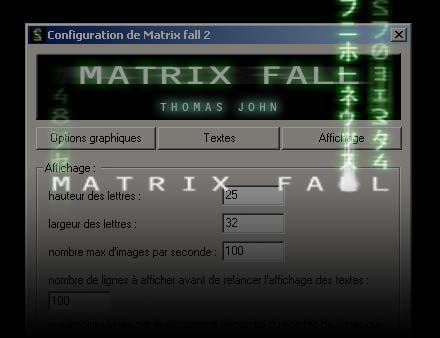 Configuration de Matrix fall 2
MATRIX FALL
THOMAS JOHN
Options graphiques
Textes
Affichage
Affichage :
MATRIX FALL
hauteur des lettres :
25
largeur des lettres :
32
nombre max d'images par seconde :
100
nombre de lignes à afficher avant de relancer l'affichage des textes :
100